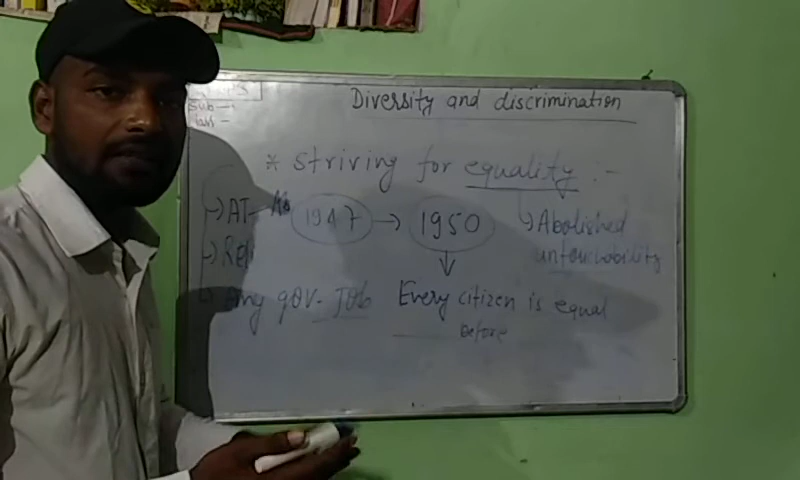 Sub -
Diversity and discrimination
* Striving for equality :-
→ AT - 1947 → 1950 → Abolished
→ Rel untouchability
→ Any gov- Job Every citizen is equal
before